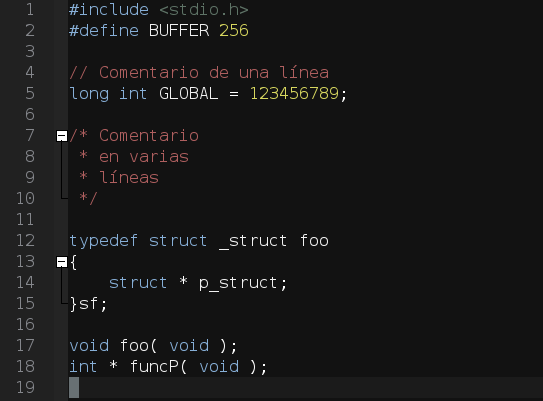 1 #include <stdio.h>
2 #define BUFFER 256
3
4 // Comentario de una línea
5 long int GLOBAL = 123456789;
6
7 /* Comentario
8  * en varias
9  * líneas
10  */
11
12 typedef struct _struct foo
13 {
14     struct * p_struct;
15 }sf;
16
17 void foo( void );
18 int * funcP( void );
19